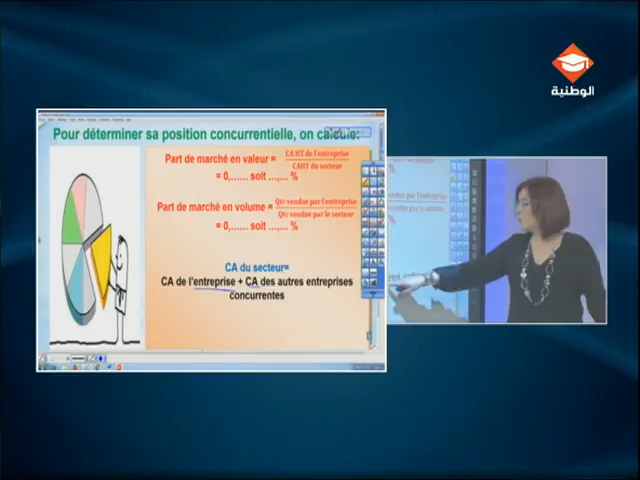 الوطنية
Pour déterminer sa position concurrentielle, on calcule:
Part de marché en valeur = CA HT de l'entreprise
CAHT du secteur
= 0,...... soit ...,... %
Part de marché en volume = QU vendue par l'entreprise
QU vendue par le secteur
= 0,...... soit ...,... %
CA du secteur=
CA de l'entreprise + CA des autres entreprises
concurrentes